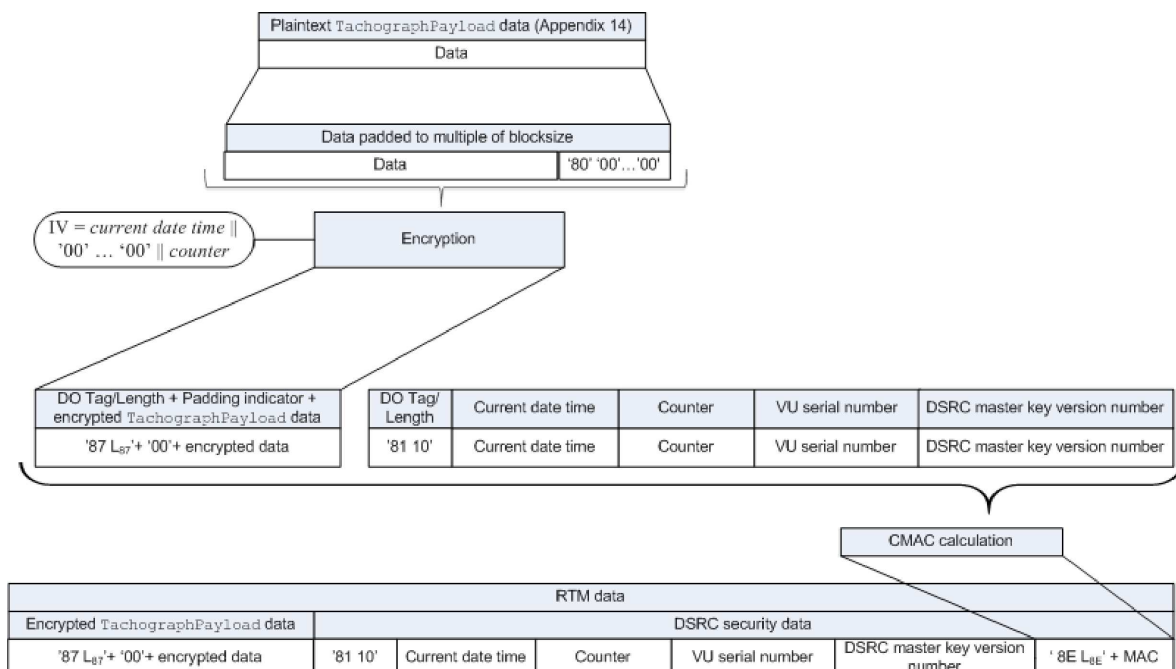 Plaintext TachographPayload data (Appendix 14)
Data
Data padded to multiple of blocksize
Data
'80' '00'…'00'
IV = current date time ||
'00' … '00' || counter
Encryption
DO Tag/Length + Padding indicator +
encrypted TachographPayload data
DO Tag/
Length
Current date time
Counter
VU serial number
DSRC master key version number
'87 L87'+ '00'+ encrypted data
'81 10'
Current date time
Counter
VU serial number
DSRC master key version number
CMAC calculation
RTM data
Encrypted TachographPayload data
DSRC security data
'87 L87'+ '00'+ encrypted data
'81 10'
Current date time
Counter
VU serial number
DSRC master key version
number
' 8E L8E' + MAC